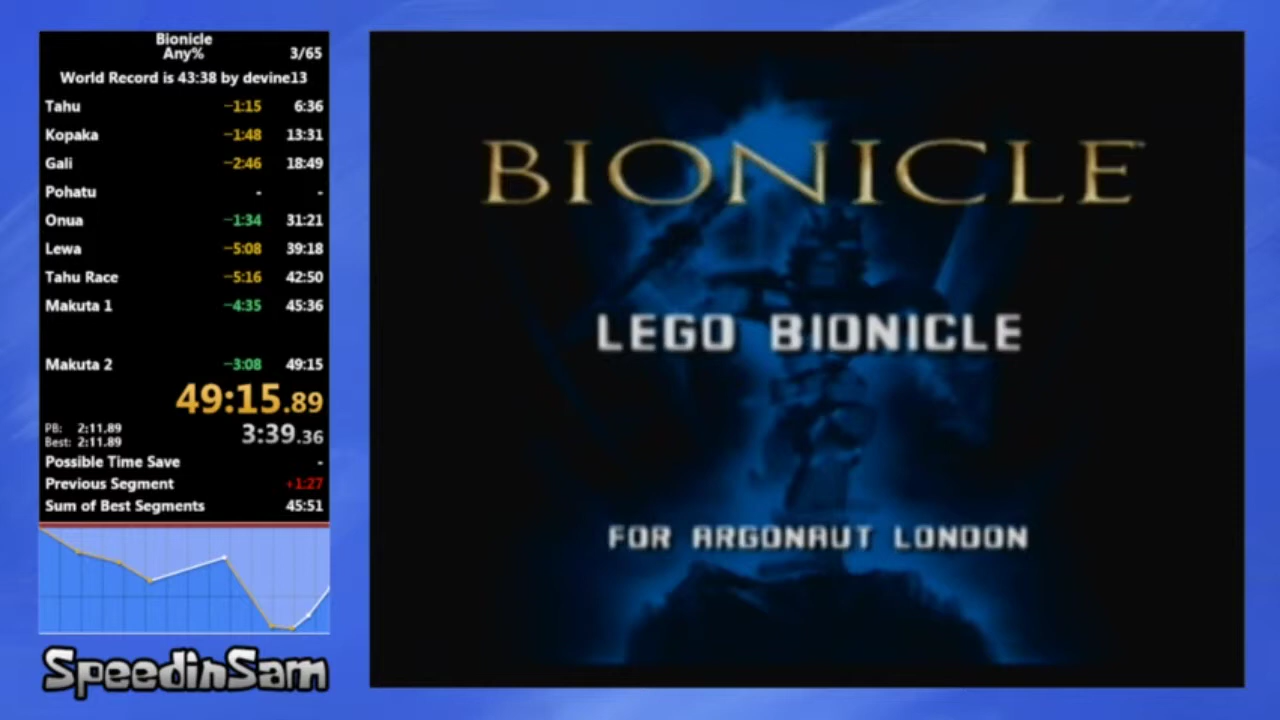 Bionicle
Any% 3/65
World Record is 43:38 by devine13
Tahu −1:15 6:36
Kopaka −1:48 13:31
Gali −2:46 18:49
Pohatu - -
Onua −1:34 31:21
Lewa −5:08 39:18
Tahu Race −5:16 42:50
Makuta 1 −4:35 45:36
Makuta 2 −3:08 49:15
49:15.89
PB: 2:11.89
Best: 2:11.89
3:39.36
Possible Time Save -
Previous Segment +1:27
Sum of Best Segments 45:51
SpeedinSam
BIONICLE
LEGO BIONICLE
FOR ARGONAUT LONDON